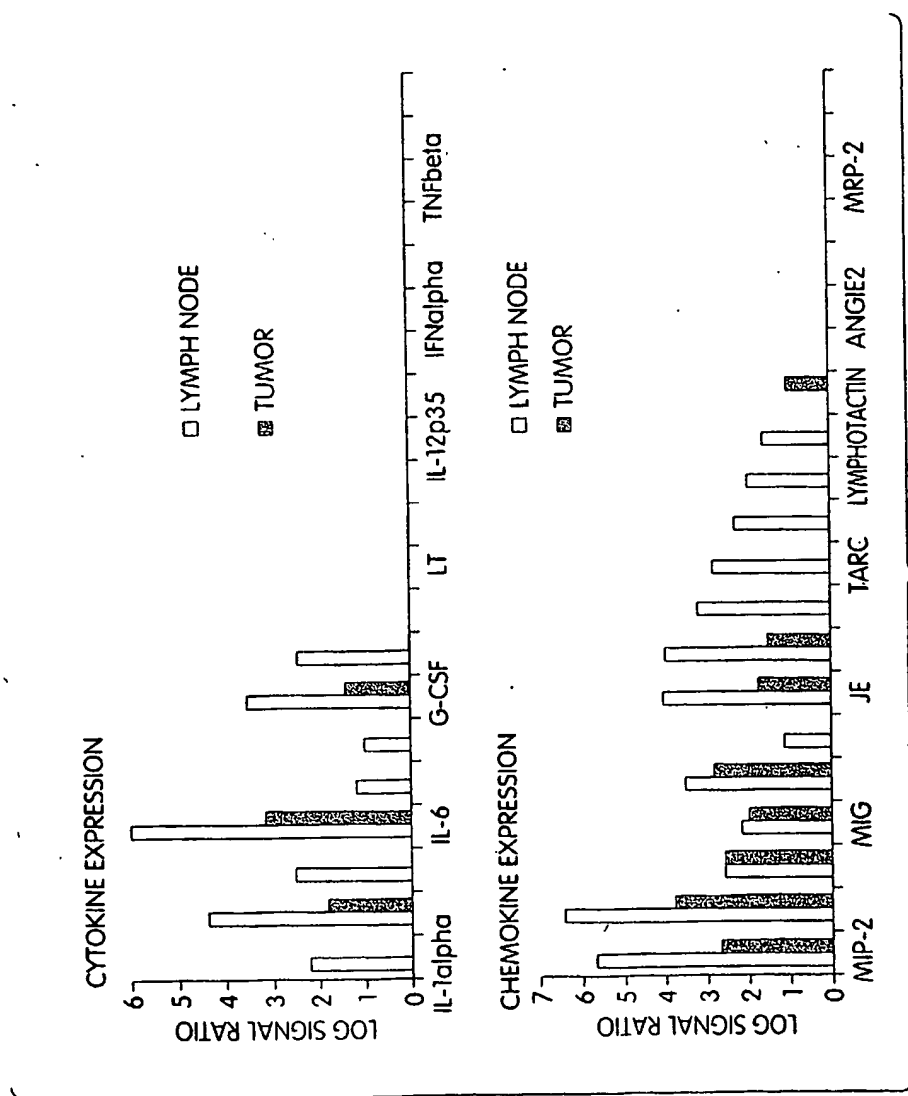 CYTOKINE EXPRESSION
LOG SIGNAL RATIO
6
5
4
3
2
1
0
□ LYMPH NODE
▩ TUMOR
IL-1alpha IL-6 G-CSF LT IL-12p35 IFNalpha TNFbeta
CHEMOKINE EXPRESSION
LOG SIGNAL RATIO
7
6
5
4
3
2
1
0
□ LYMPH NODE
▩ TUMOR
MIP-2 MIG JE TARC LYMPHOTACTIN ANGIE2 MRP-2